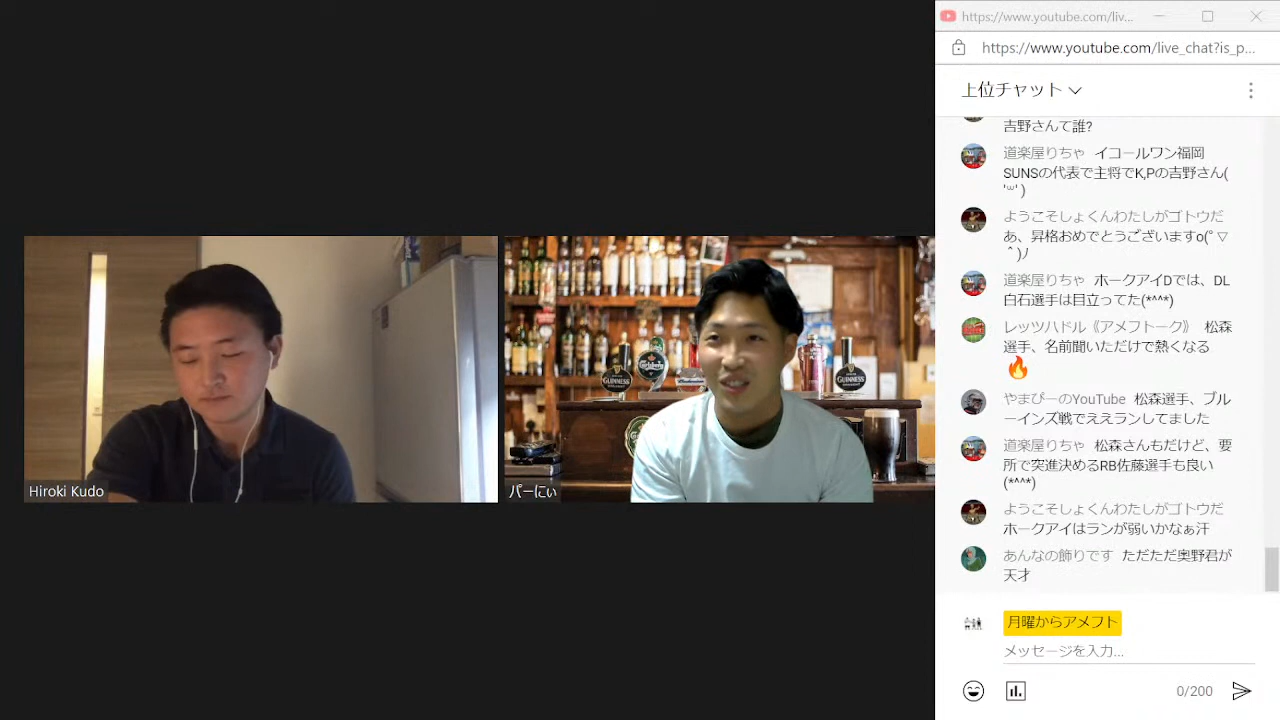 https://www.youtube.com/liv...
https://www.youtube.com/live_chat?is_p...
上位チャット
吉野さんて誰?
道楽屋りちゃ イコールワン福岡
SUNSの代表で主将でK,Pの吉野さん(
'꒳' )
ようこそしょくんわたしがゴトウだ
あ、昇格おめでとうございますo(ﾟ▽
＾)ﾉ
道楽屋りちゃ ホークアイDでは、DL
白石選手は目立ってた(*^^*)
レッツハドル《アメフトーク》 松森
選手、名前聞いただけで熱くなる
🔥
やまぴーのYouTube 松森選手、ブル
ーインズ戦でええランしてました
道楽屋りちゃ 松森さんもだけど、要
所で突進決めるRB佐藤選手も良い
(*^^*)
ようこそしょくんわたしがゴトウだ
ホークアイはランが弱いかなぁ汗
あんなの飾りです ただただ奥野君が
天才
月曜からアメフト
メッセージを入力...
0/200
Hiroki Kudo
パーにぃ
GUINNESS
Carlsberg
GUINNESS